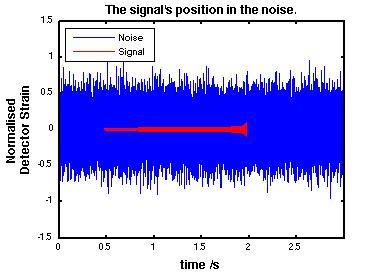 The signal's position in the noise.
Noise
Signal
Normalised
Detector Strain
1.5
1
0.5
0
-0.5
-1
-1.5
0 0.5 1 1.5 2 2.5
time /s